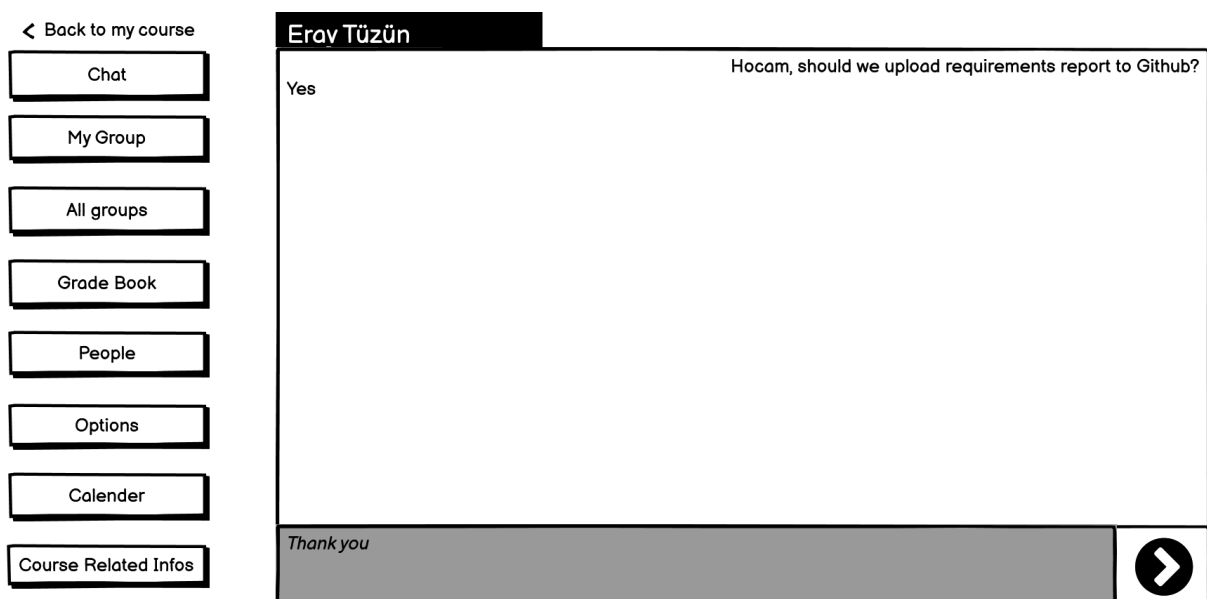 Back to my course
Chat
My Group
All groups
Grade Book
People
Options
Calender
Course Related Infos
Eray Tüzün
Hocam, should we upload requirements report to Github?
Yes
Thank you